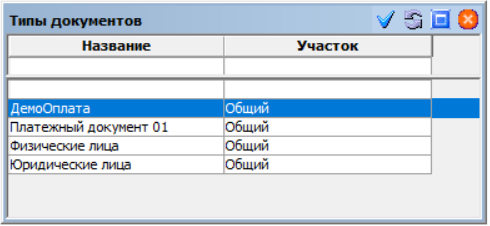 Типы документов
Название Участок
ДемоОплата Общий
Платежный документ 01 Общий
Физические лица Общий
Юридические лица Общий